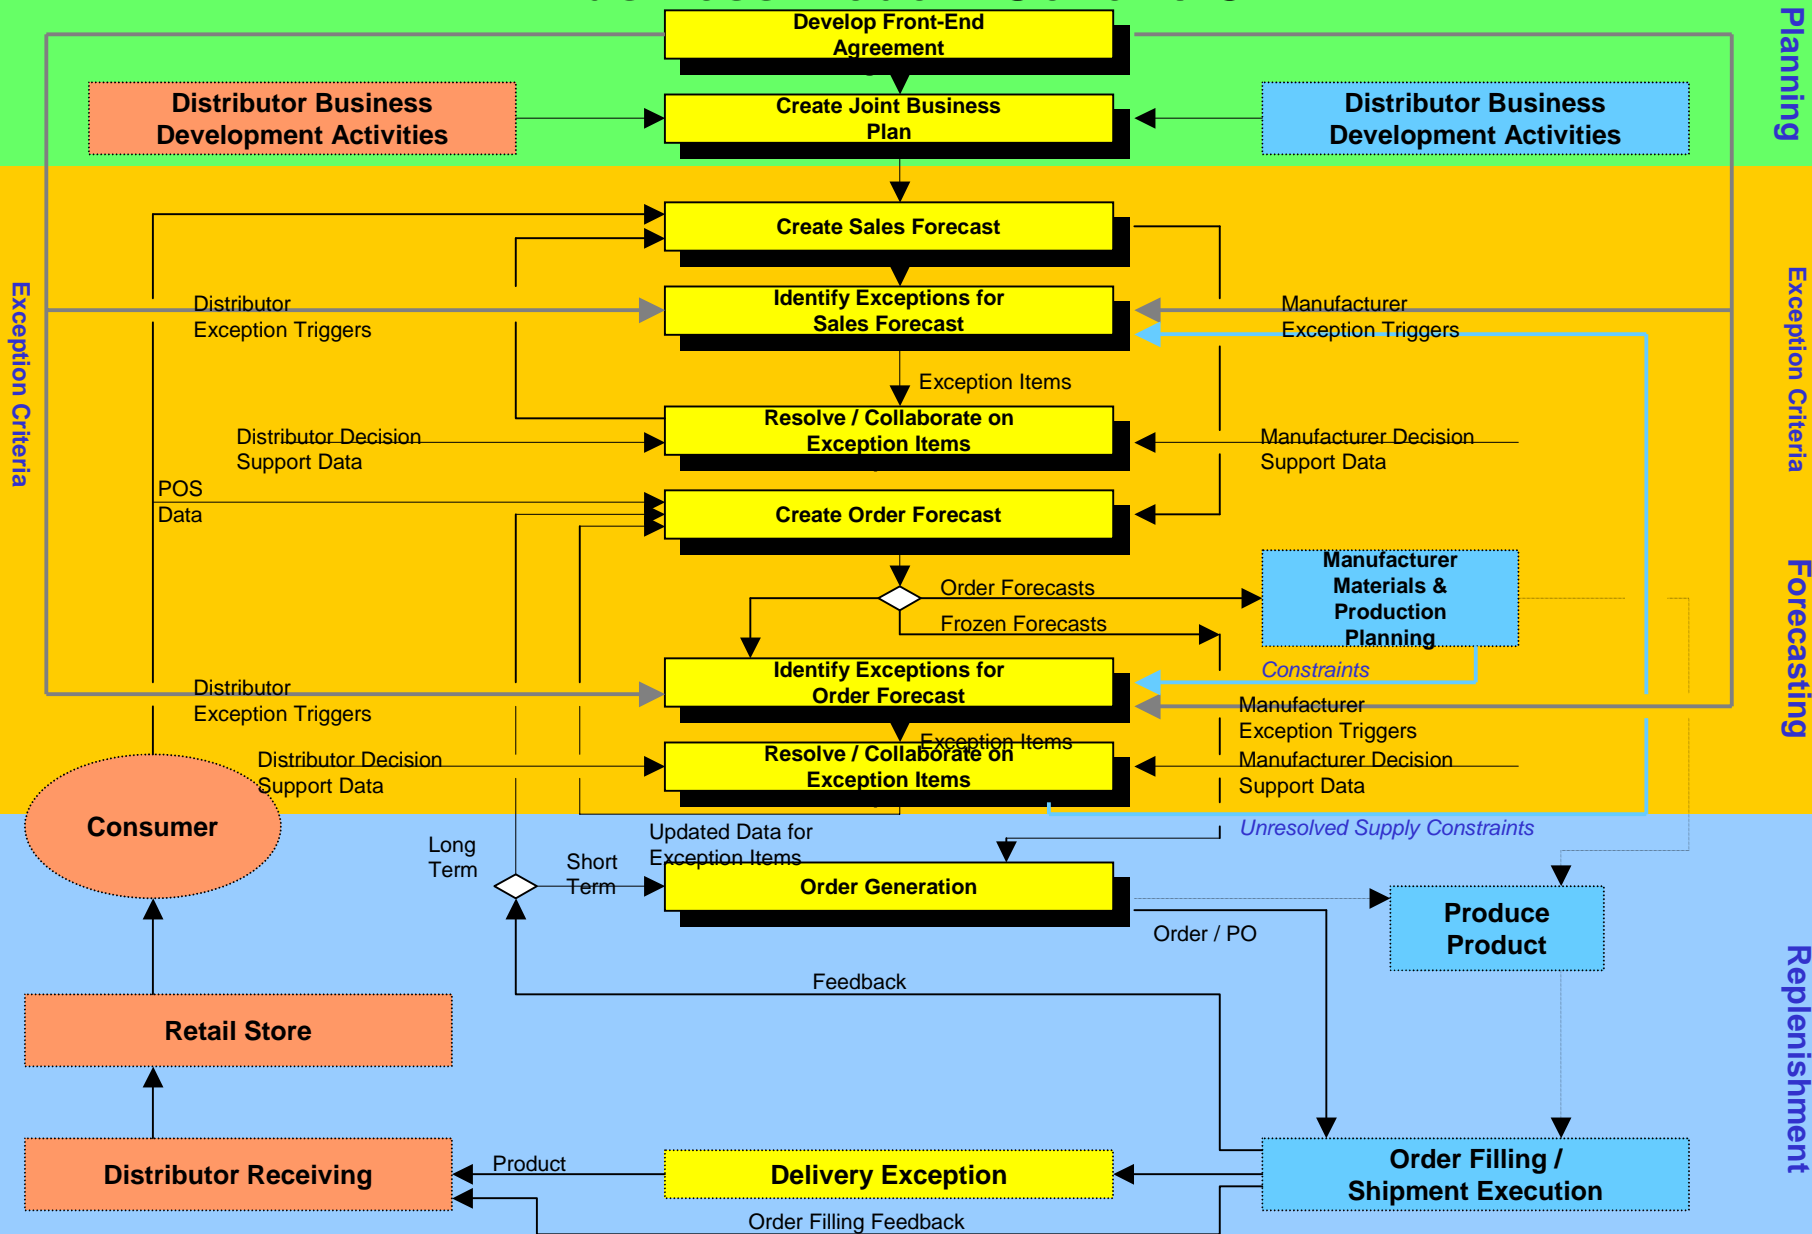 Develop Front-End
Agreement
Planning
Distributor Business
Development Activities
Create Joint Business
Plan
Distributor Business
Development Activities
Create Sales Forecast
Exception Criteria
Distributor
Exception Triggers
Identify Exceptions for
Sales Forecast
Manufacturer
Exception Triggers
Exception Criteria
Exception Items
Distributor Decision
Support Data
Resolve / Collaborate on
Exception Items
Manufacturer Decision
Support Data
POS
Data
Create Order Forecast
Order Forecasts
Frozen Forecasts
Manufacturer
Materials &
Production
Planning
Forecasting
Constraints
Distributor
Exception Triggers
Identify Exceptions for
Order Forecast
Manufacturer
Exception Triggers
Exception Items
Distributor Decision
Support Data
Resolve / Collaborate on
Exception Items
Manufacturer Decision
Support Data
Consumer
Long
Term
Short
Term
Updated Data for
Exception Items
Unresolved Supply Constraints
Order Generation
Order / PO
Produce
Product
Replenishment
Feedback
Retail Store
Distributor Receiving
Product
Delivery Exception
Order Filling /
Shipment Execution
Order Filling Feedback